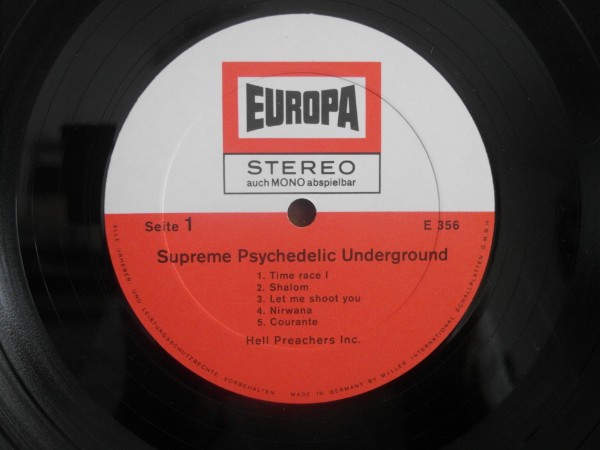 EUROPA
STEREO
auch MONO abspielbar
Seite 1
E 356
Supreme Psychedelic Underground
1. Time race I
2. Shalom
3. Let me shoot you
4. Nirwana
5. Courante
Hell Preachers Inc.
ALLE URHEBER UND LEISTUNGSSCHUTZRECHTE VORBEHALTEN
MADE IN GERMANY BY MILLER INTERNATIONAL SCHALLPLATTEN G.M.B.H.